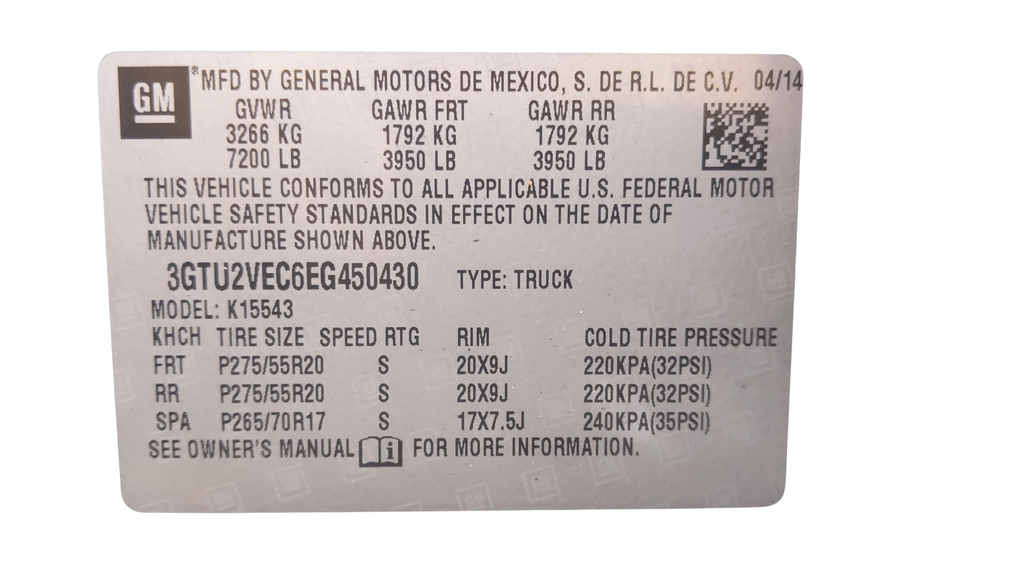 GM *MFD BY GENERAL MOTORS DE MEXICO, S. DE R.L. DE C.V. 04/14
GVWR GAWR FRT GAWR RR
3266 KG 1792 KG 1792 KG
7200 LB 3950 LB 3950 LB
THIS VEHICLE CONFORMS TO ALL APPLICABLE U.S. FEDERAL MOTOR
VEHICLE SAFETY STANDARDS IN EFFECT ON THE DATE OF
MANUFACTURE SHOWN ABOVE.
3GTU2VEC6EG450430 TYPE: TRUCK
MODEL: K15543
KHCH TIRE SIZE SPEED RTG RIM COLD TIRE PRESSURE
FRT P275/55R20 S 20X9J 220KPA(32PSI)
RR P275/55R20 S 20X9J 220KPA(32PSI)
SPA P265/70R17 S 17X7.5J 240KPA(35PSI)
SEE OWNER'S MANUAL i FOR MORE INFORMATION.